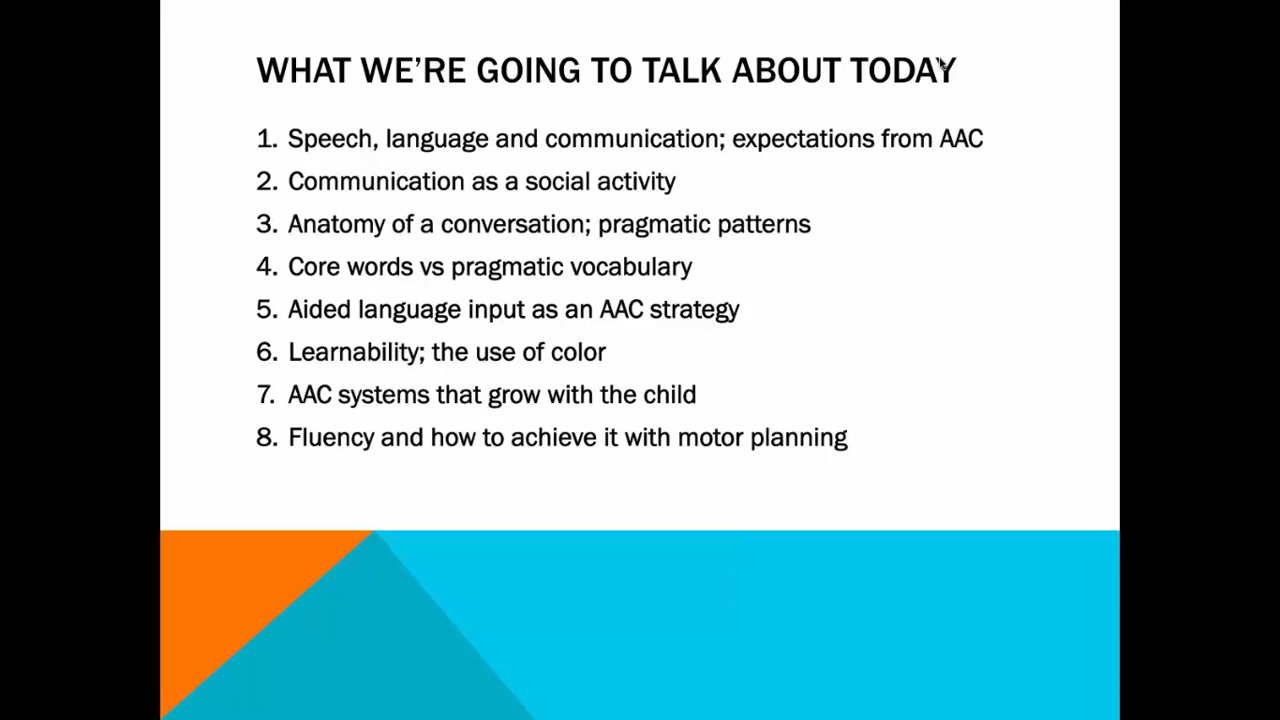 WHAT WE'RE GOING TO TALK ABOUT TODAY
1. Speech, language and communication; expectations from AAC
2. Communication as a social activity
3. Anatomy of a conversation; pragmatic patterns
4. Core words vs pragmatic vocabulary
5. Aided language input as an AAC strategy
6. Learnability; the use of color
7. AAC systems that grow with the child
8. Fluency and how to achieve it with motor planning